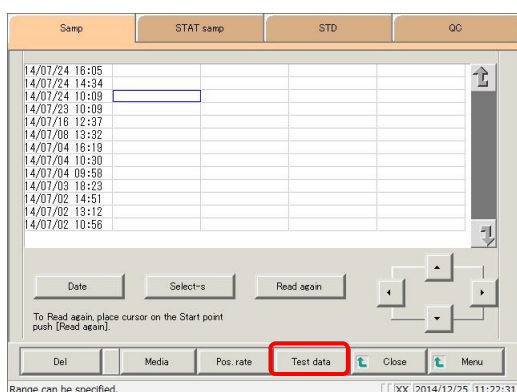 Samp STAT samp STD QC
14/07/24 16:05
14/07/24 14:34
14/07/24 10:09
14/07/23 10:09
14/07/16 12:37
14/07/08 13:32
14/07/04 16:19
14/07/04 10:30
14/07/04 09:58
14/07/03 18:23
14/07/02 14:51
14/07/02 13:12
14/07/02 10:56
Date Select-s Read again
To Read again, place cursor on the Start point
push [Read again].
Del Media Pos. rate Test data Close Menu
Range can be specified. XX 2014/12/25 11:22:31